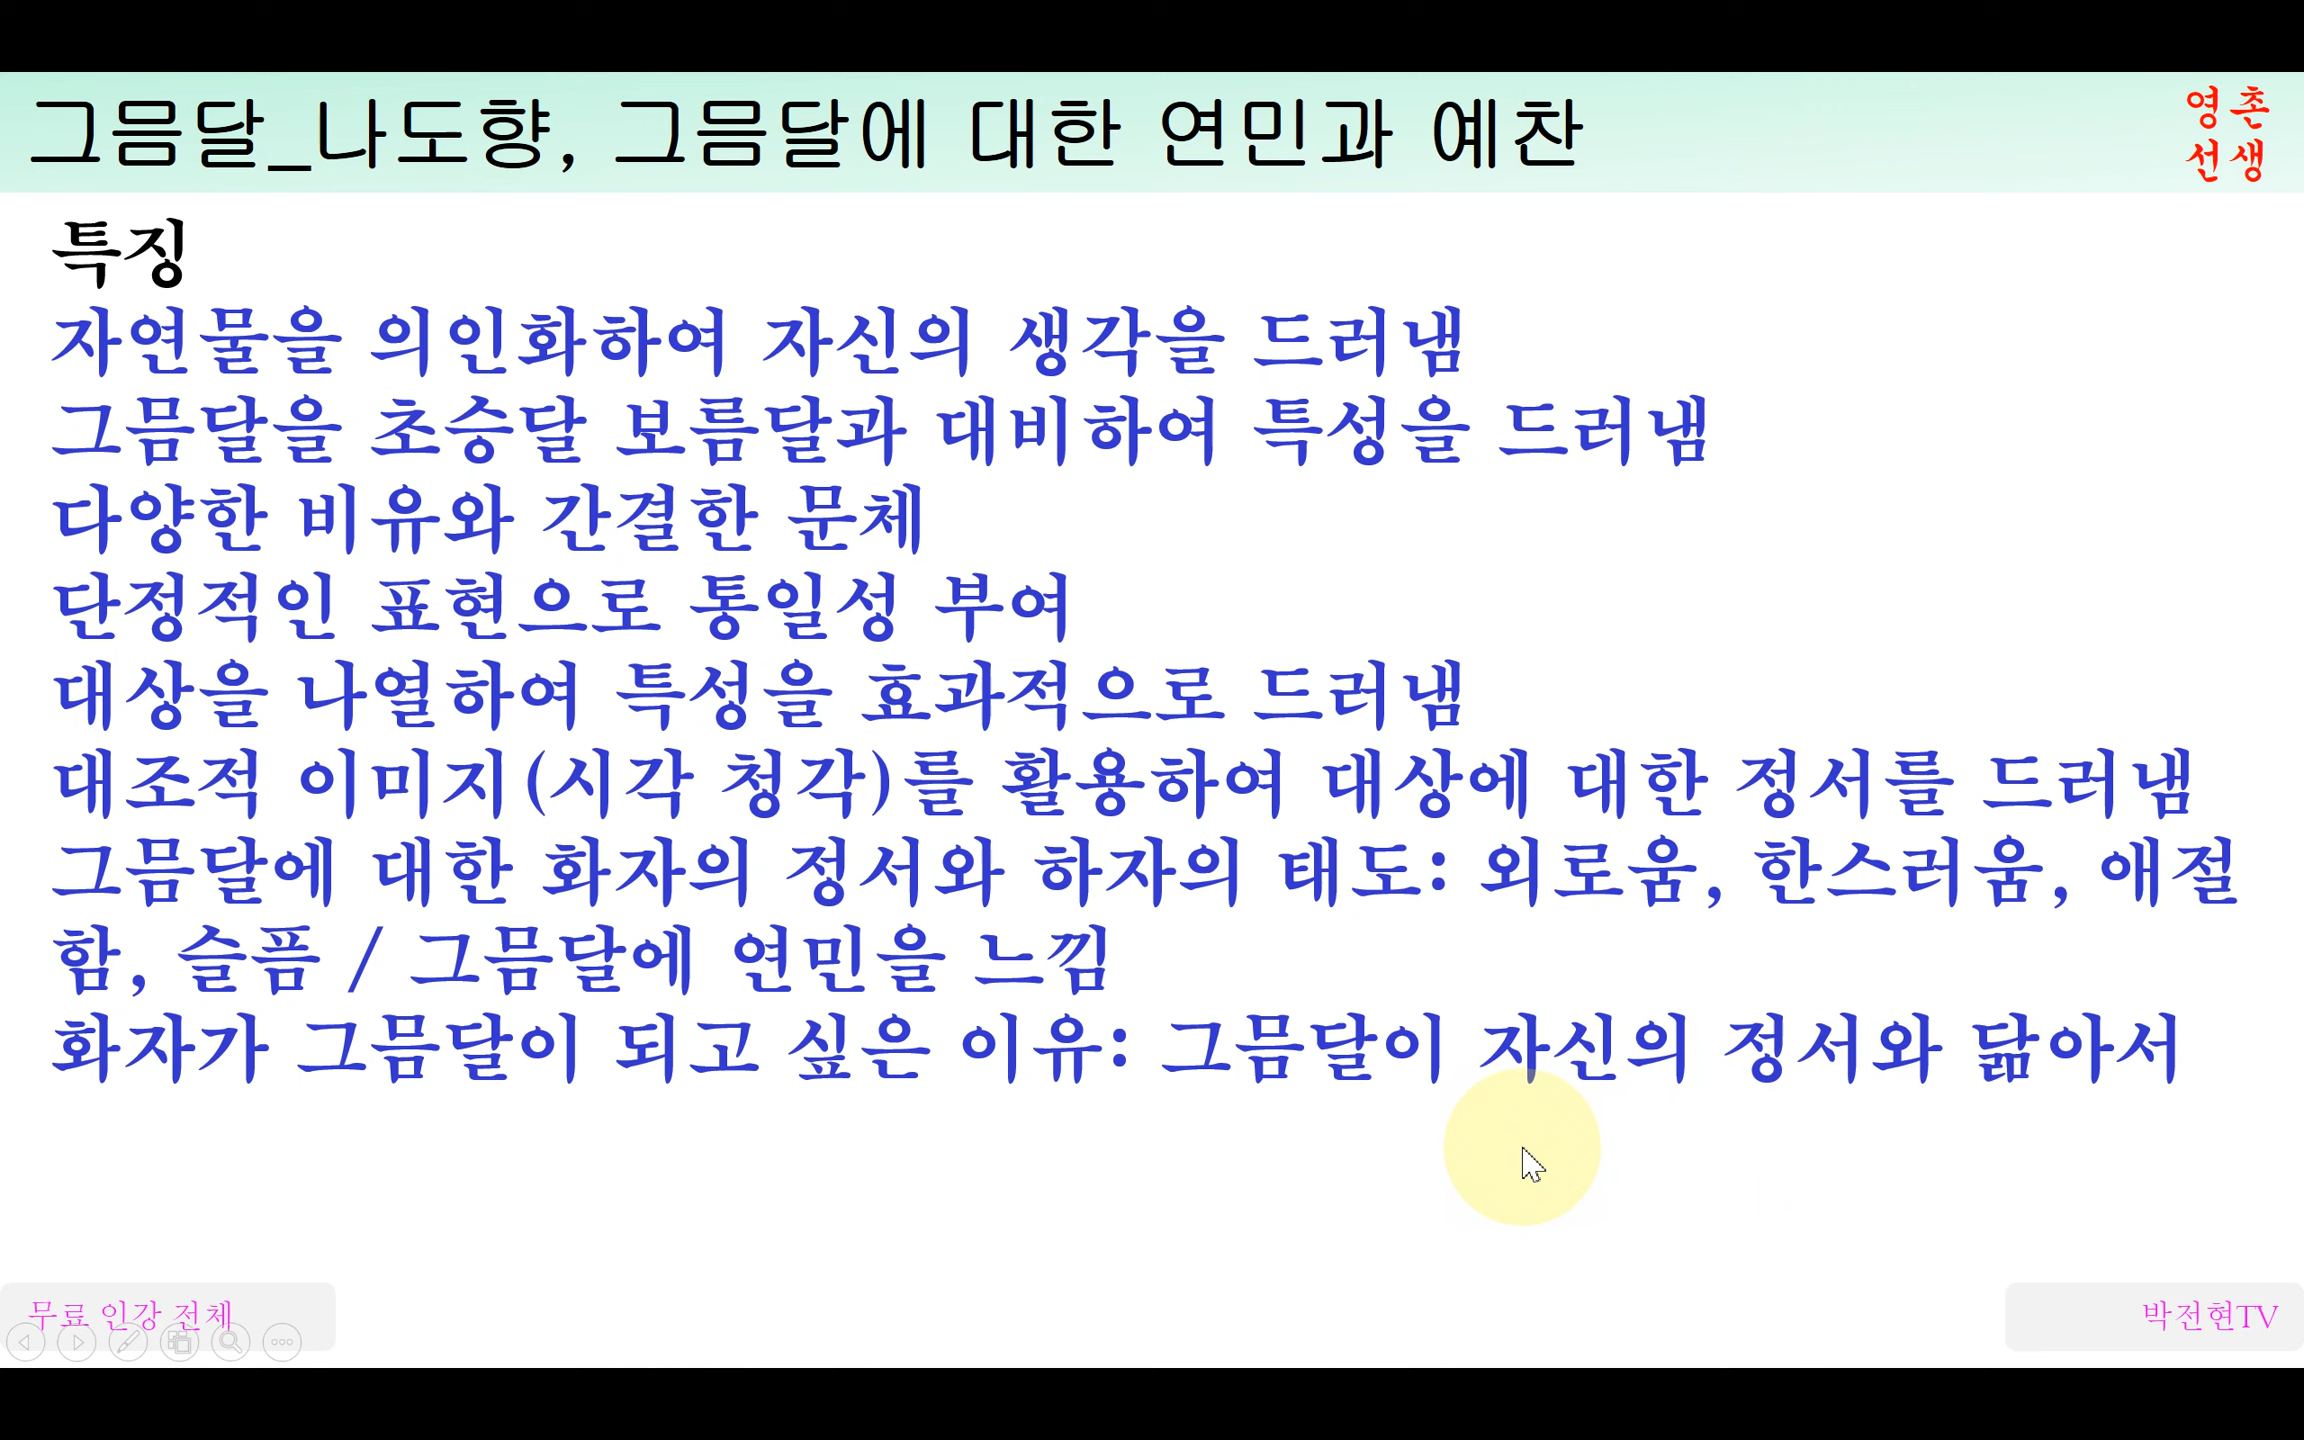 그믐달_나도향, 그믐달에 대한 연민과 예찬
영촌
선생
특징
자연물을 의인화하여 자신의 생각을 드러냄
그믐달을 초승달 보름달과 대비하여 특성을 드러냄
다양한 비유와 간결한 문체
단정적인 표현으로 통일성 부여
대상을 나열하여 특성을 효과적으로 드러냄
대조적 이미지(시각 청각)를 활용하여 대상에 대한 정서를 드러냄
그믐달에 대한 화자의 정서와 하자의 태도: 외로움, 한스러움, 애절
함, 슬픔 / 그믐달에 연민을 느낌
화자가 그믐달이 되고 싶은 이유: 그믐달이 자신의 정서와 닮아서
무료 인강 전체
박전현TV